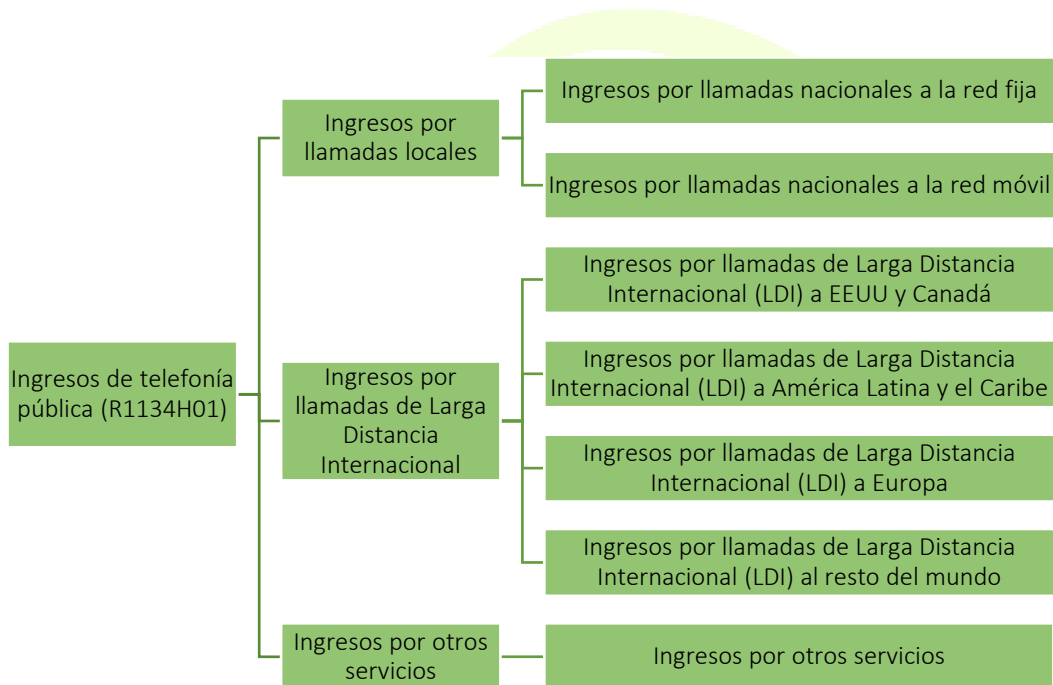 Ingresos de telefonía
pública (R1134H01)
Ingresos por
llamadas locales
Ingresos por llamadas nacionales a la red fija
Ingresos por llamadas nacionales a la red móvil
Ingresos por
llamadas de Larga
Distancia
Internacional
Ingresos por llamadas de Larga Distancia
Internacional (LDI) a EEUU y Canadá
Ingresos por llamadas de Larga Distancia
Internacional (LDI) a América Latina y el Caribe
Ingresos por llamadas de Larga Distancia
Internacional (LDI) a Europa
Ingresos por llamadas de Larga Distancia
Internacional (LDI) al resto del mundo
Ingresos por otros
servicios
Ingresos por otros servicios